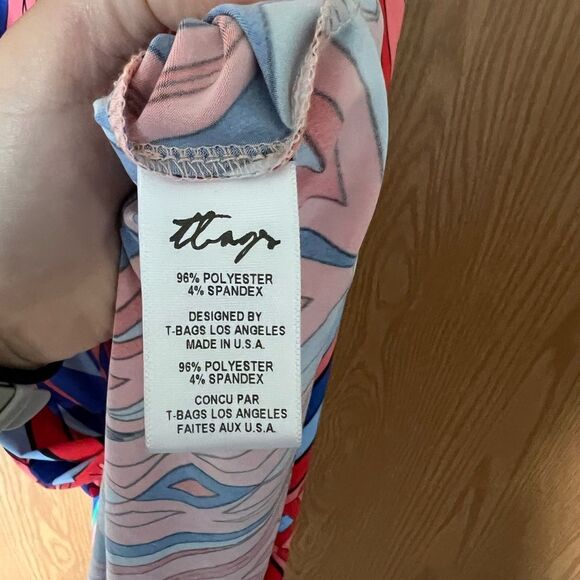 tbags
96% POLYESTER
4% SPANDEX
DESIGNED BY
T-BAGS LOS ANGELES
MADE IN U.S.A.
96% POLYESTER
4% SPANDEX
CONCU PAR
T-BAGS LOS ANGELES
FAITES AUX U.S.A.